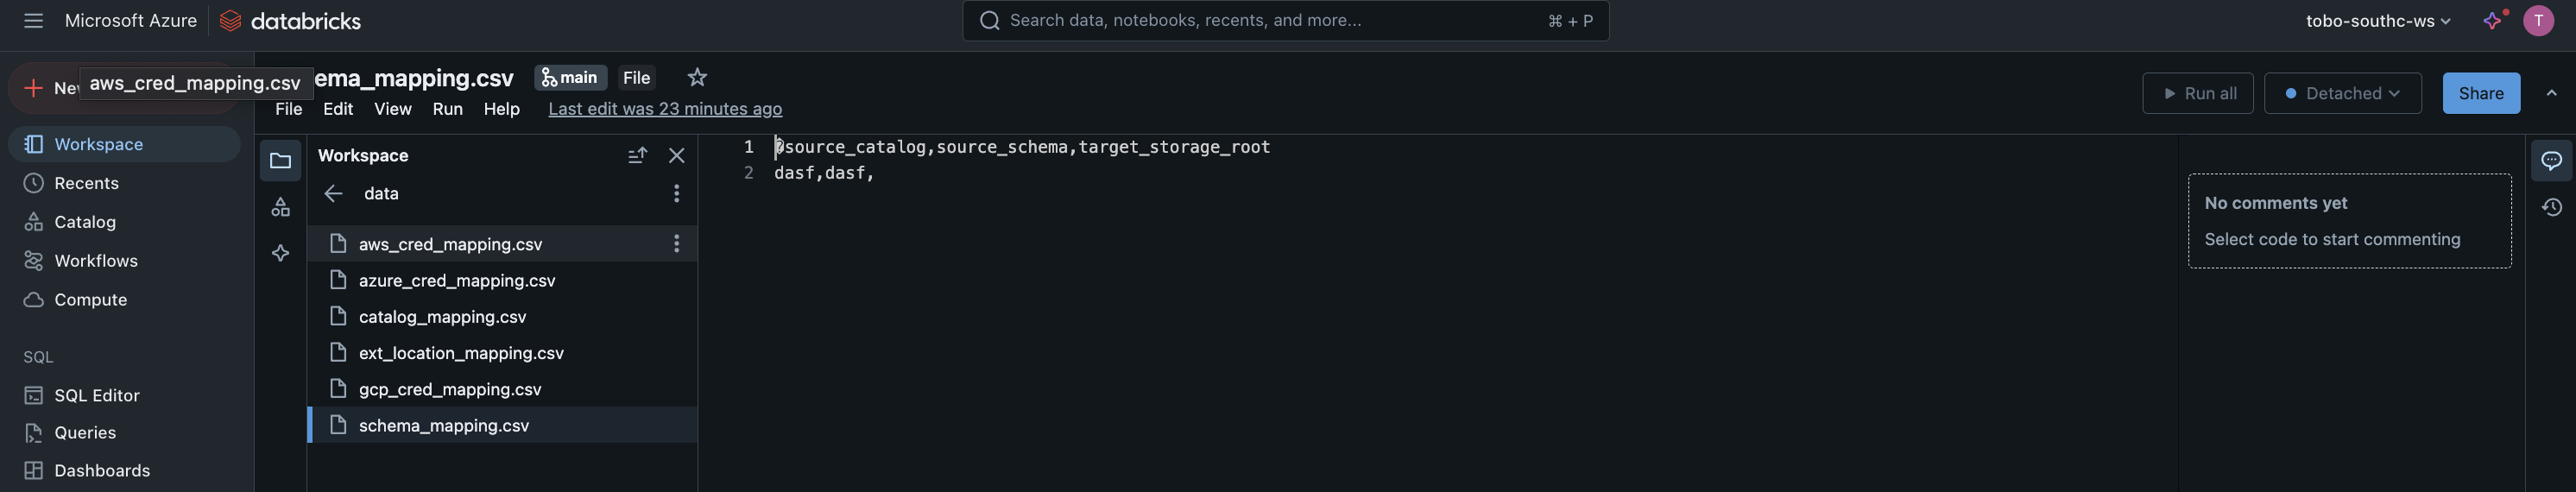 Microsoft Azure
databricks
Search data, notebooks, recents, and more...
⌘ + P
tobo-southc-ws
T
aws_cred_mapping.csv
ema_mapping.csv
main
File
File
Edit
View
Run
Help
Last edit was 23 minutes ago
Run all
Detached
Share
Workspace
Recents
Catalog
Workflows
Compute
SQL
SQL Editor
Queries
Dashboards
Workspace
data
aws_cred_mapping.csv
azure_cred_mapping.csv
catalog_mapping.csv
ext_location_mapping.csv
gcp_cred_mapping.csv
schema_mapping.csv
1
source_catalog,source_schema,target_storage_root
2
dasf,dasf,
No comments yet
Select code to start commenting